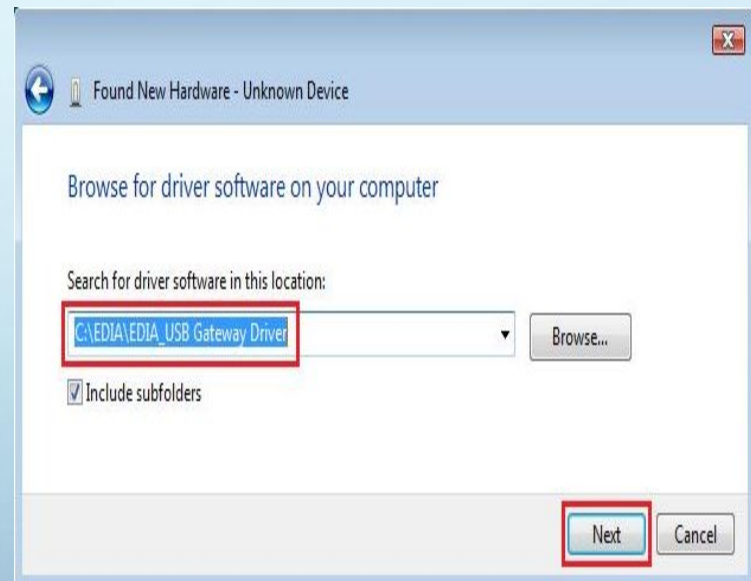 Found New Hardware - Unknown Device
Browse for driver software on your computer
Search for driver software in this location:
C:\EDIA\EDIA_USB Gateway Driver
Browse...
Include subfolders
Next
Cancel